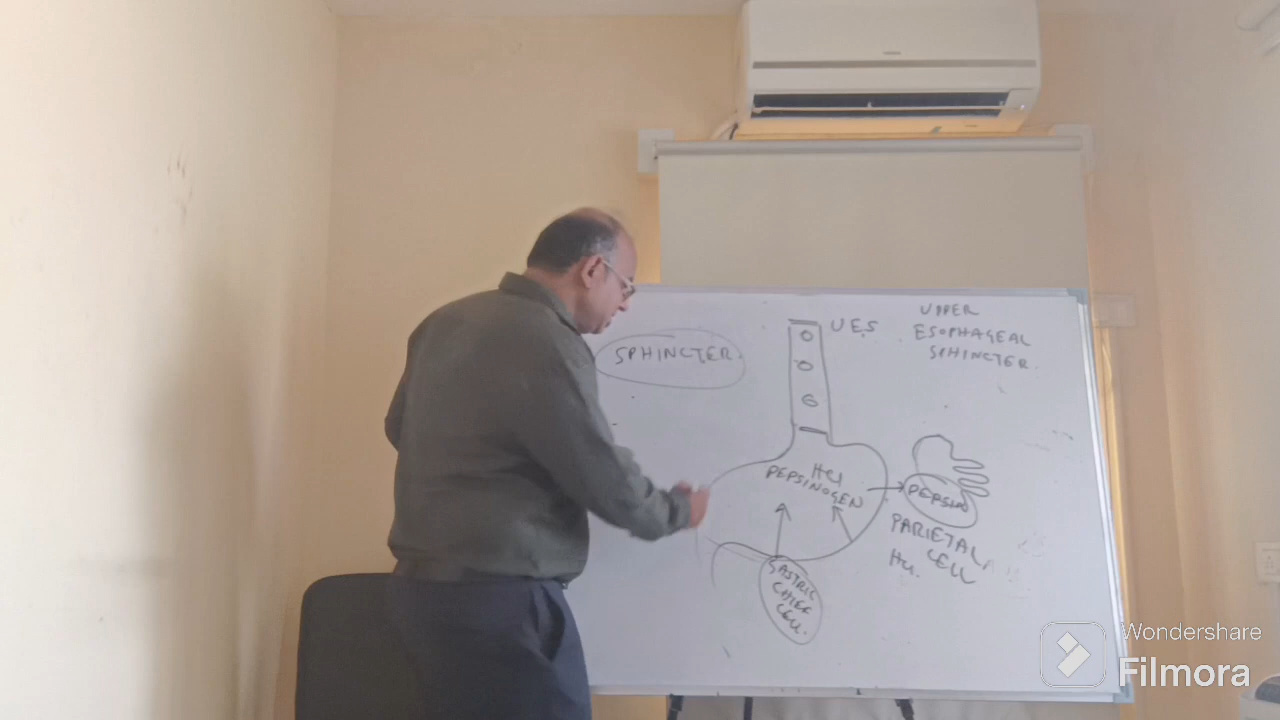 SPHINCTER.
UES
UPPER
ESOPHAGEAL
SPHINCTER.
HCl
PEPSINOGEN
PEPSIN
PARIETAL
CELL
HCl.
GASTRIC
CHIEF
CELL.
Wondershare
Filmora